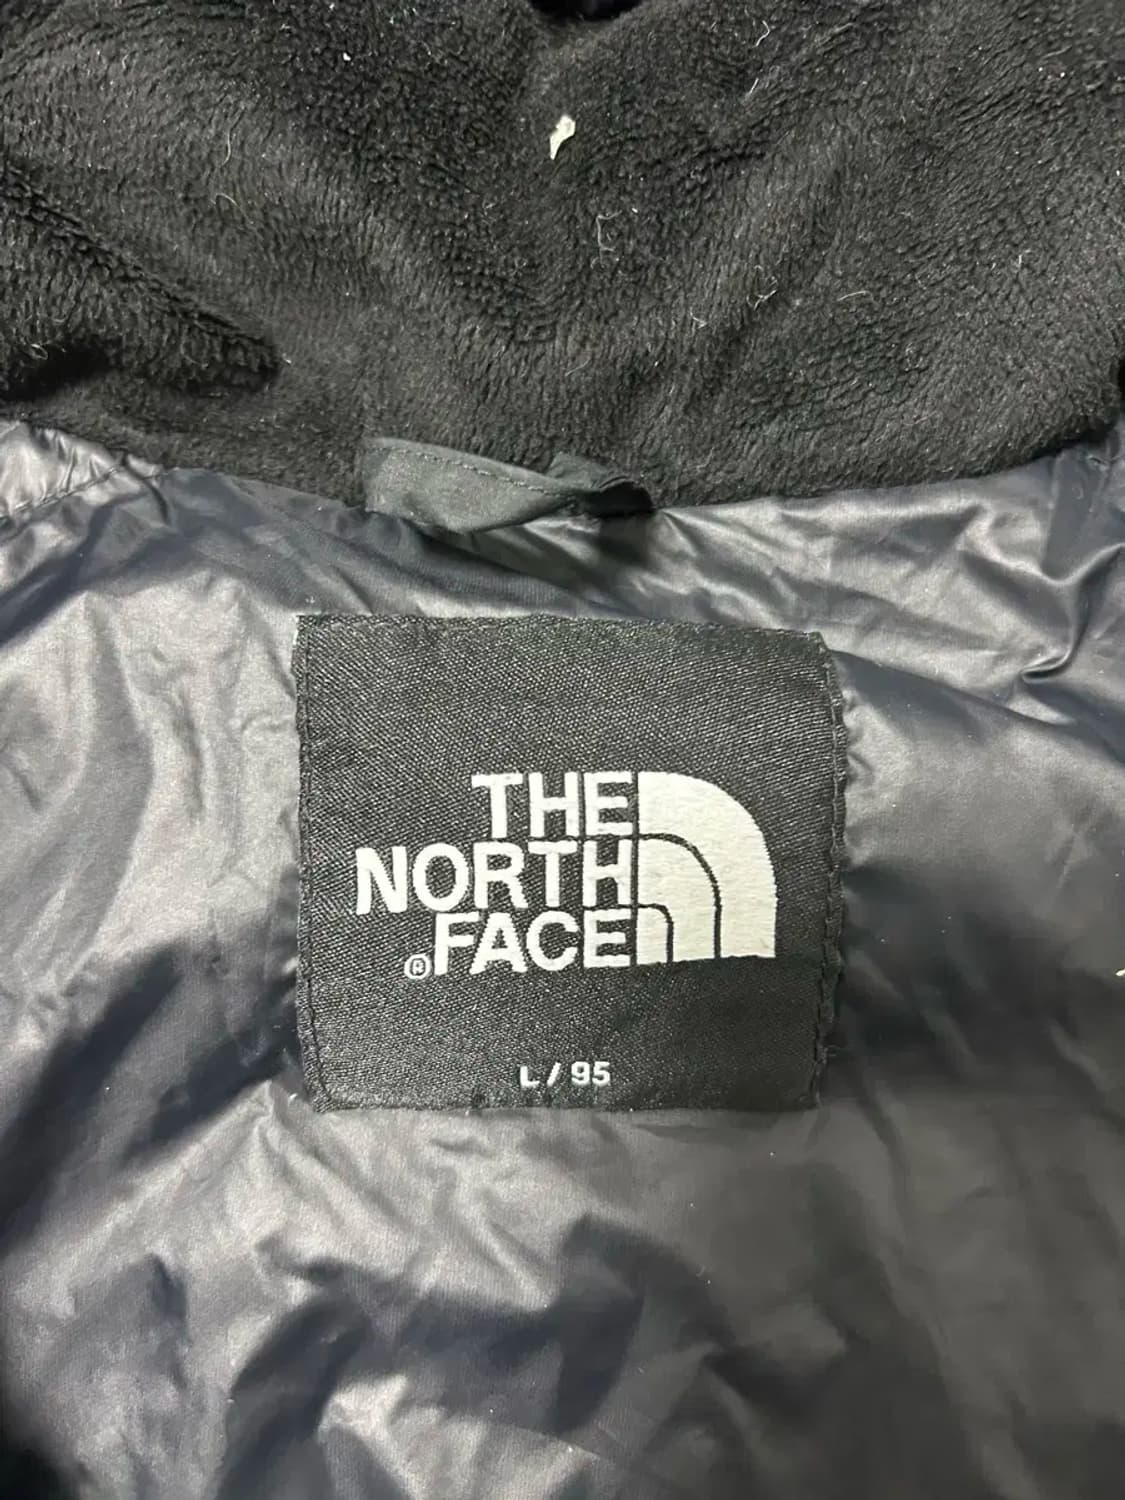 THE
NORTH
®FACE
L / 95